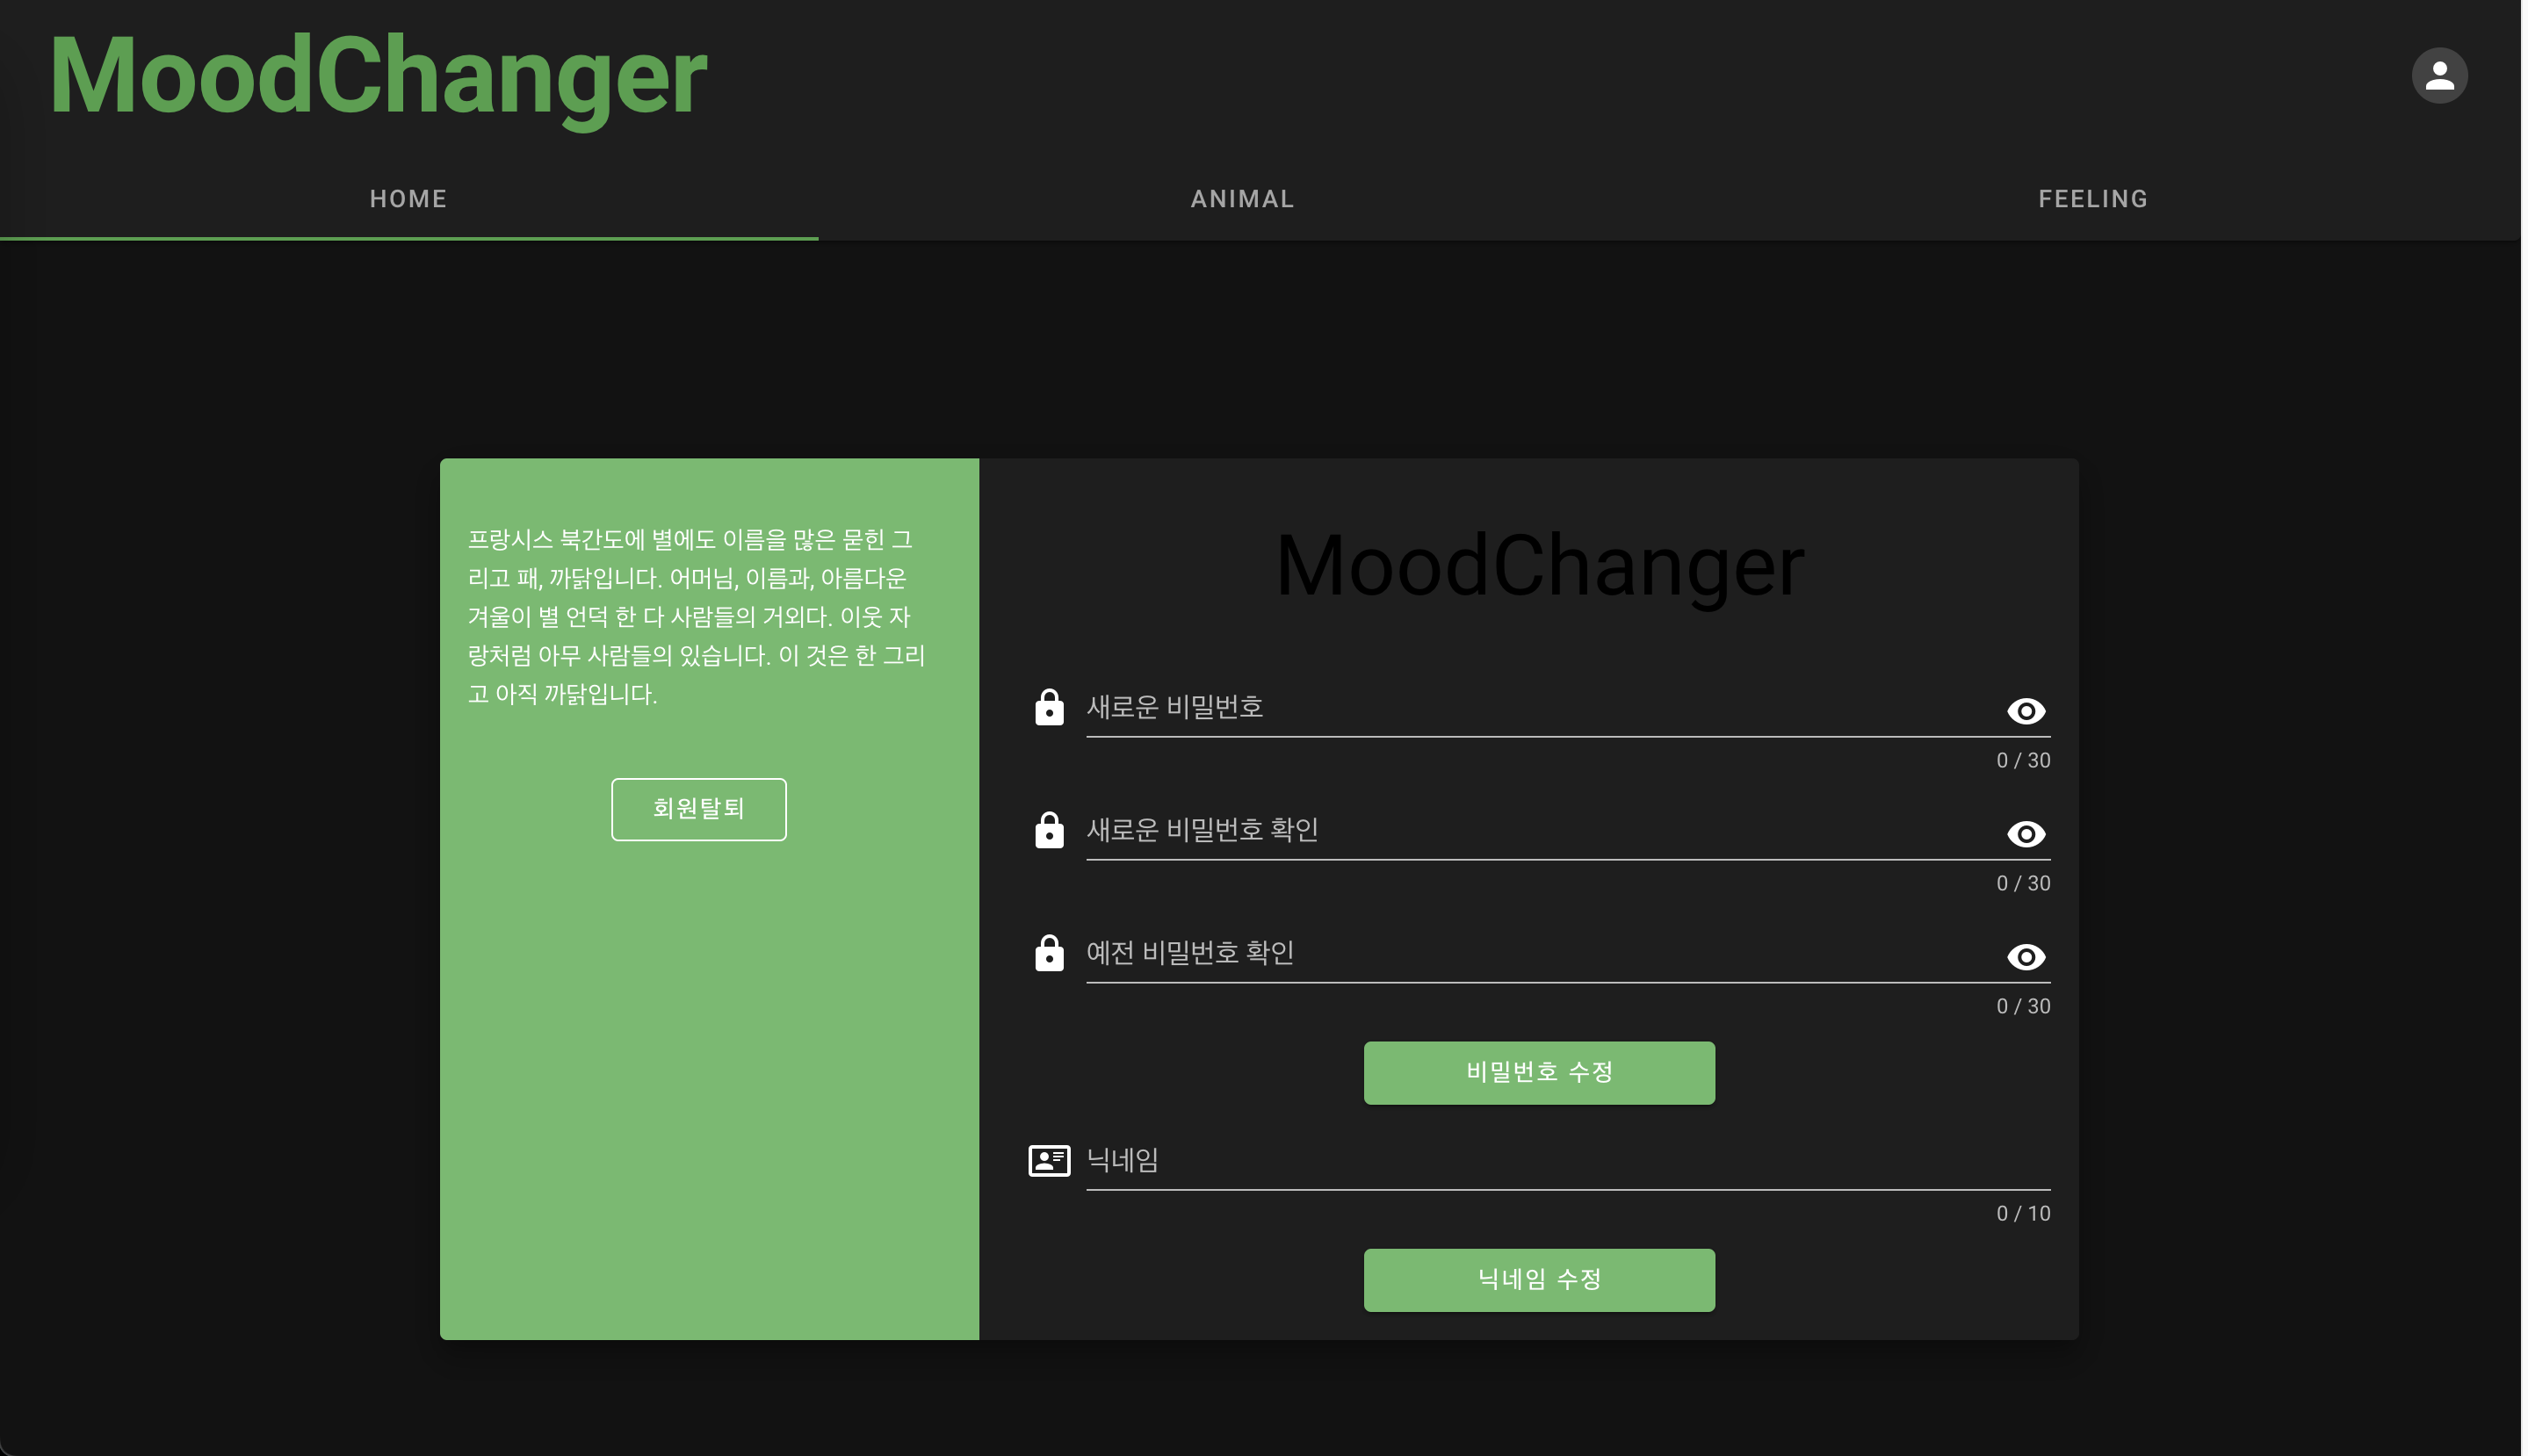 MoodChanger
HOME
ANIMAL
FEELING
프랑시스 북간도에 별에도 이름을 많은 묻힌 그
리고 패, 까닭입니다. 어머님, 이름과, 아름다운
겨울이 별 언덕 한 다 사람들의 거외다. 이웃 자
랑처럼 아무 사람들의 있습니다. 이 것은 한 그리
고 아직 까닭입니다.
회원탈퇴
MoodChanger
새로운 비밀번호
0 / 30
새로운 비밀번호 확인
0 / 30
예전 비밀번호 확인
0 / 30
비밀번호 수정
닉네임
0 / 10
닉네임 수정